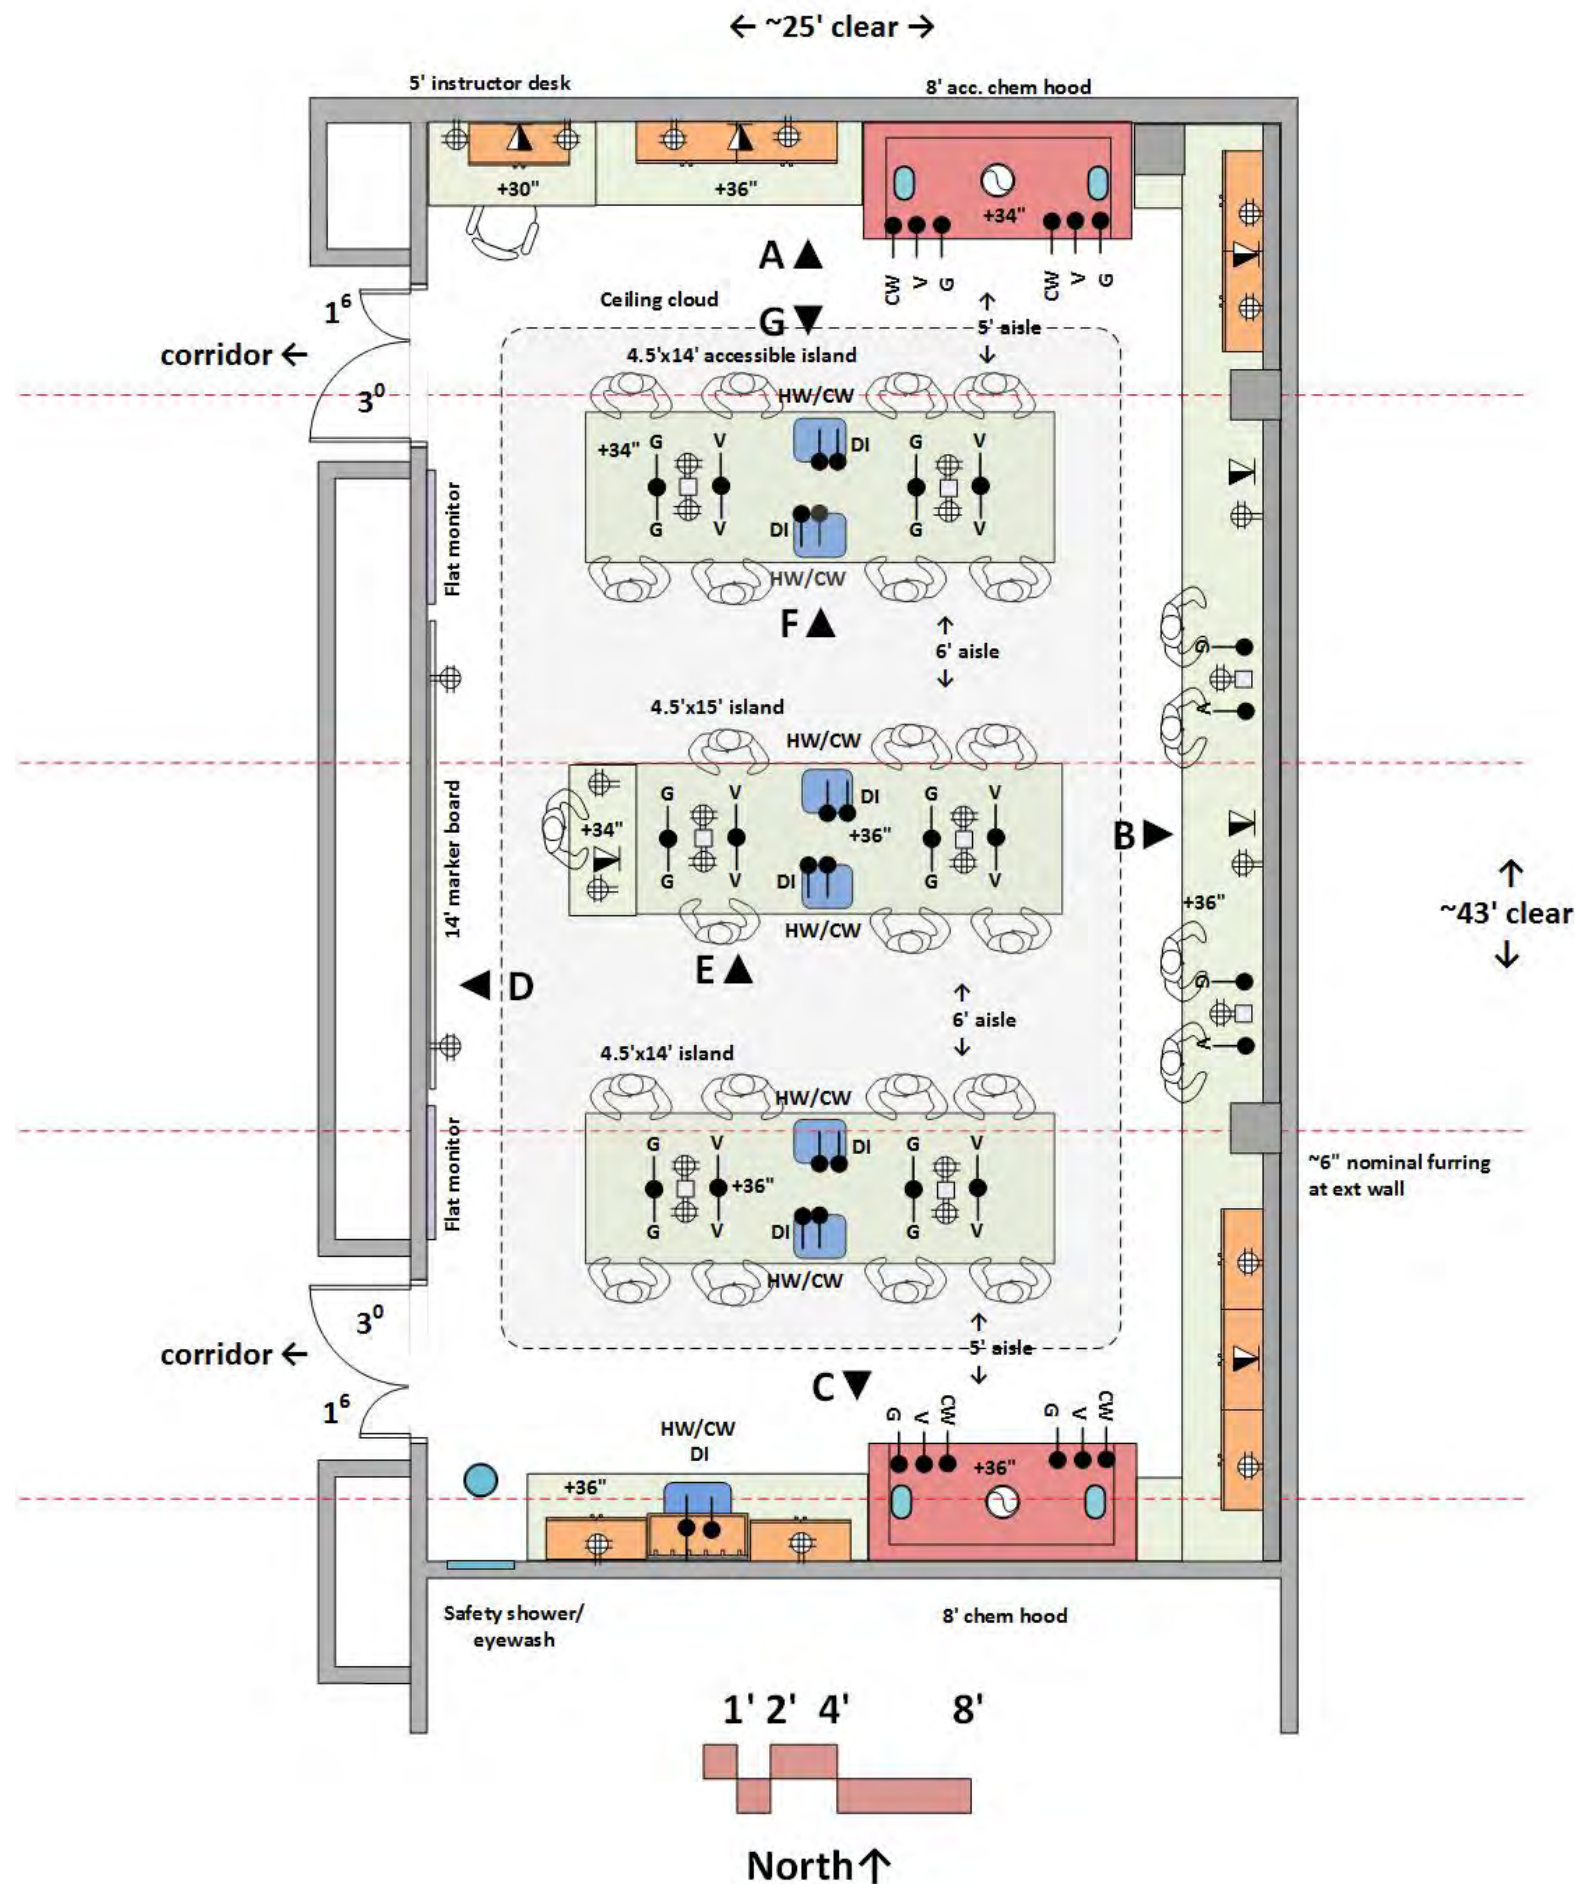 ← ~25' clear →
5' instructor desk
8' acc. chem hood
+30"
+36"
+34"
CW V G
CW V G
A
G
Ceiling cloud
5' aisle
1⁶
corridor ←
3⁰
4.5'x14' accessible island
HW/CW
+34"
G V
DI
G V
G V
DI
G V
HW/CW
Flat monitor
F
6' aisle
G
A
4.5'x15' island
HW/CW
G V
DI
G V
+34"
+36"
G V
DI
G V
HW/CW
B
14' marker board
+36"
~43' clear
E
D
G
A
6' aisle
4.5'x14' island
HW/CW
G V
DI
G V
+36"
G V
DI
G V
HW/CW
Flat monitor
~6" nominal furring
at ext wall
3⁰
corridor ←
1⁶
5' aisle
C
G V CW
G V CW
HW/CW
DI
+36"
+36"
Safety shower/
eyewash
8' chem hood
1' 2' 4' 8'
North↑